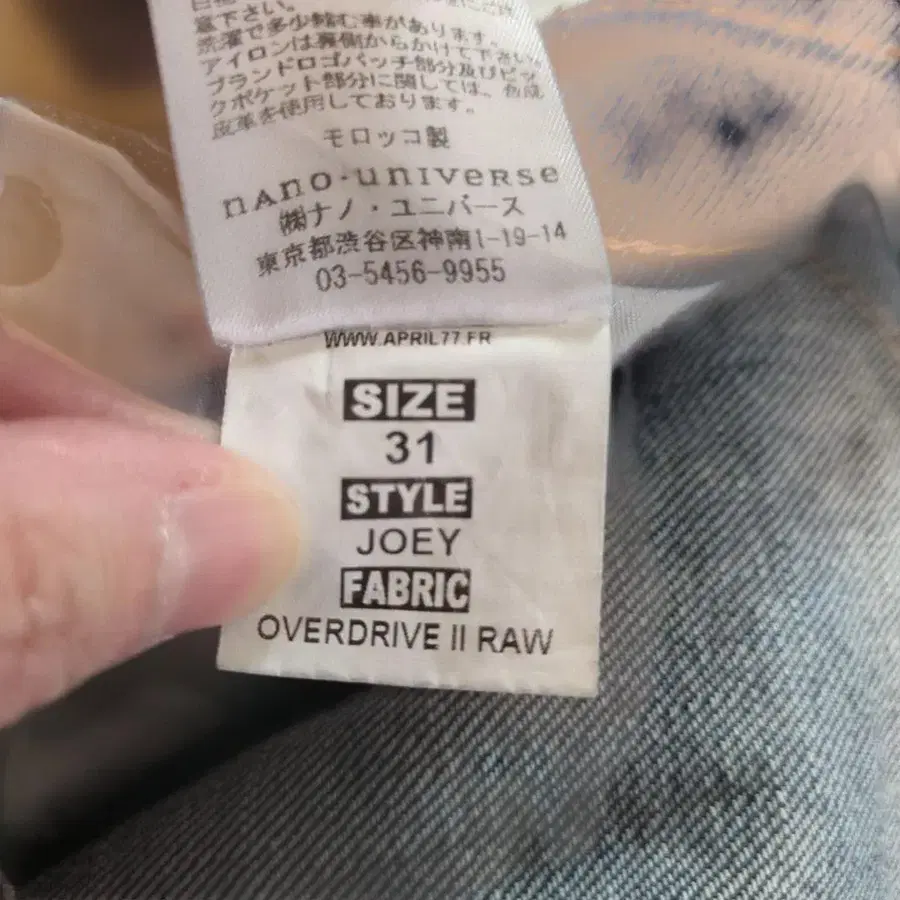 意下さい。
洗濯で多少縮む事があります。
アイロンは裏側からかけて下さい。
ブランドロゴパッチ部分及びピッ
クポケット部分に関しては、合成
皮革を使用しております。
モロッコ製
nano・universe
㈱ナノ・ユニバース
東京都渋谷区神南1-19-14
03-5456-9955
WWW.APRIL77.FR
SIZE
31
STYLE
JOEY
FABRIC
OVERDRIVE II RAW